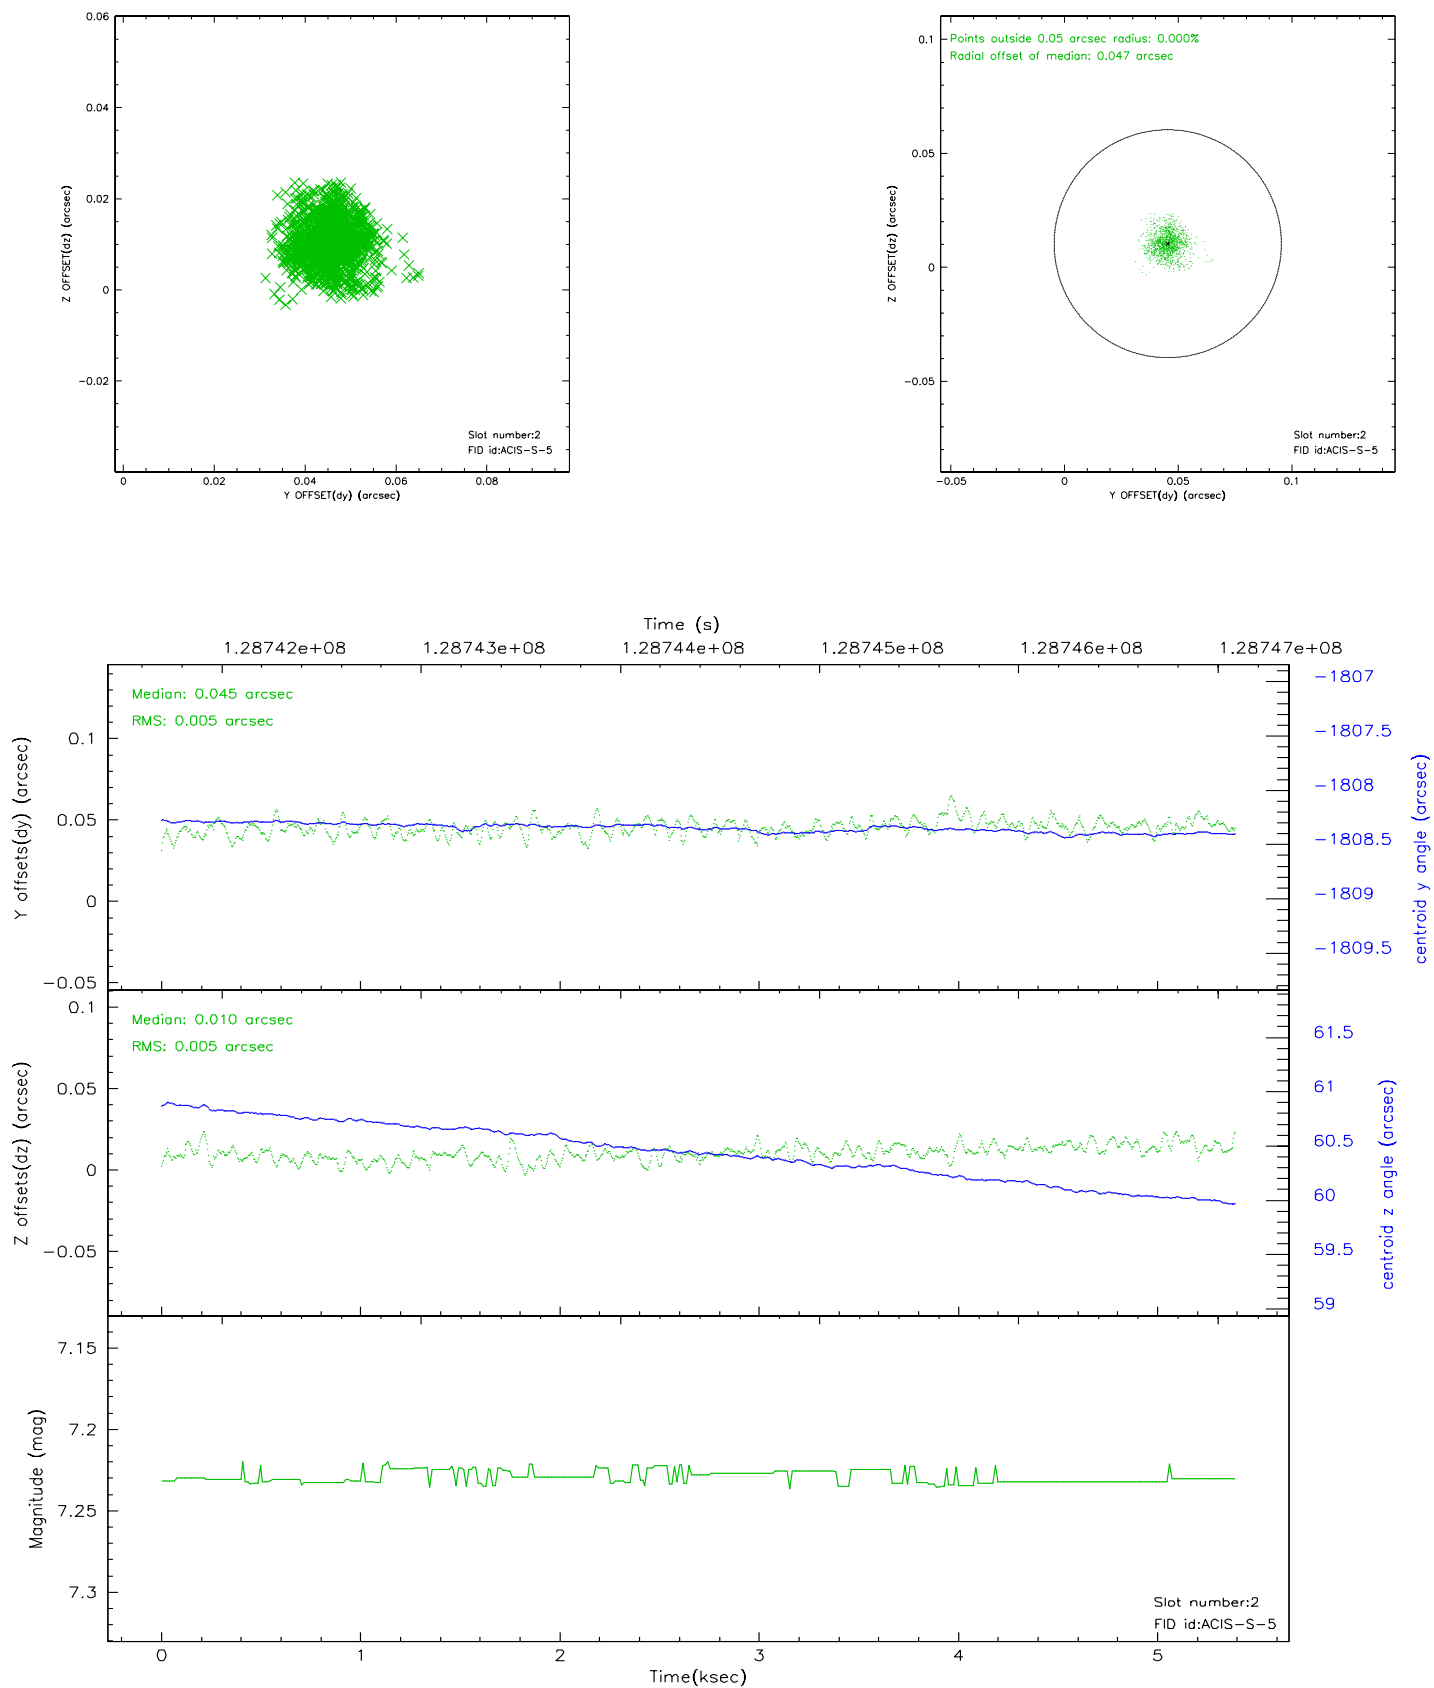 0.06
0.04
0.02
0
−0.02
Z OFFSET(dz) (arcsec)
Slot number:2
FID id:ACIS−S−5
0
0.02
0.04
0.06
0.08
Y OFFSET(dy) (arcsec)
Points outside 0.05 arcsec radius: 0.000%
Radial offset of median: 0.047 arcsec
0.1
0.05
0
−0.05
Z OFFSET(dz) (arcsec)
Slot number:2
FID id:ACIS−S−5
−0.05
0
0.05
0.1
Y OFFSET(dy) (arcsec)
Time (s)
1.28742e+08
1.28743e+08
1.28744e+08
1.28745e+08
1.28746e+08
1.28747e+08
Median: 0.045 arcsec
RMS: 0.005 arcsec
0.1
0.05
0
−0.05
Y offsets(dy) (arcsec)
−1807
−1807.5
−1808
−1808.5
−1809
−1809.5
centroid y angle (arcsec)
Median: 0.010 arcsec
RMS: 0.005 arcsec
0.1
0.05
0
−0.05
Z offsets(dz) (arcsec)
61.5
61
60.5
60
59.5
59
centroid z angle (arcsec)
7.15
7.2
7.25
7.3
Magnitude (mag)
Slot number:2
FID id:ACIS−S−5
0
1
2
3
4
5
Time(ksec)